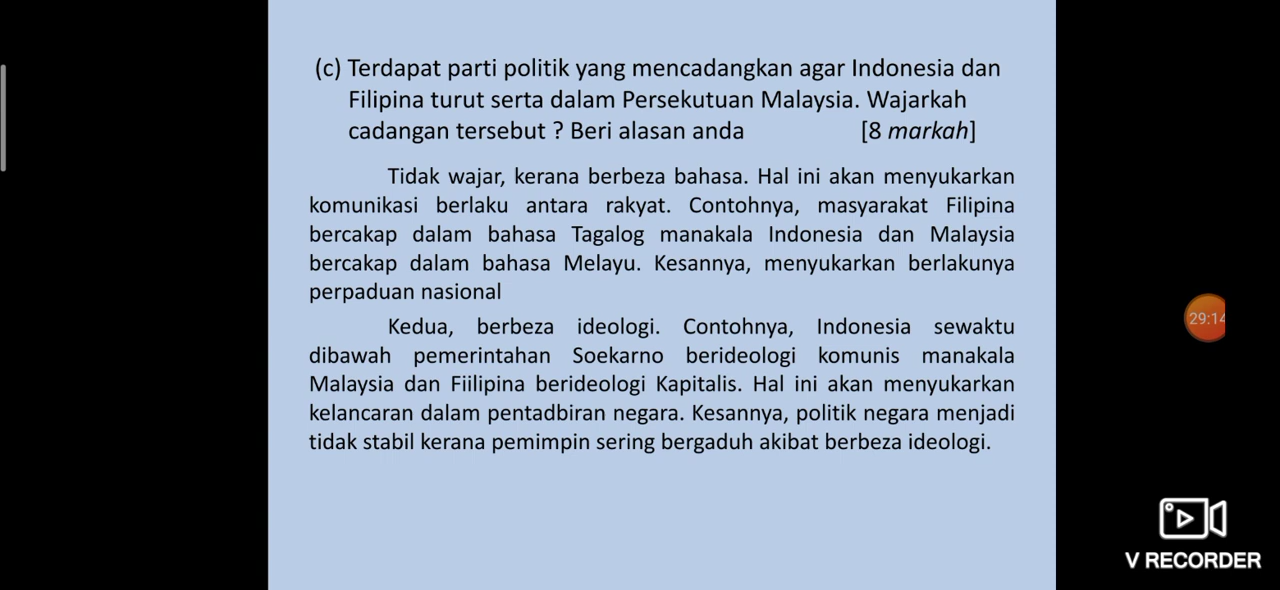 (c) Terdapat parti politik yang mencadangkan agar Indonesia dan
Filipina turut serta dalam Persekutuan Malaysia. Wajarkah
cadangan tersebut ? Beri alasan anda [8 markah]
Tidak wajar, kerana berbeza bahasa. Hal ini akan menyukarkan
komunikasi berlaku antara rakyat. Contohnya, masyarakat Filipina
bercakap dalam bahasa Tagalog manakala Indonesia dan Malaysia
bercakap dalam bahasa Melayu. Kesannya, menyukarkan berlakunya
perpaduan nasional
Kedua, berbeza ideologi. Contohnya, Indonesia sewaktu
dibawah pemerintahan Soekarno berideologi komunis manakala
Malaysia dan Fiilipina berideologi Kapitalis. Hal ini akan menyukarkan
kelancaran dalam pentadbiran negara. Kesannya, politik negara menjadi
tidak stabil kerana pemimpin sering bergaduh akibat berbeza ideologi.
29:14
V RECORDER